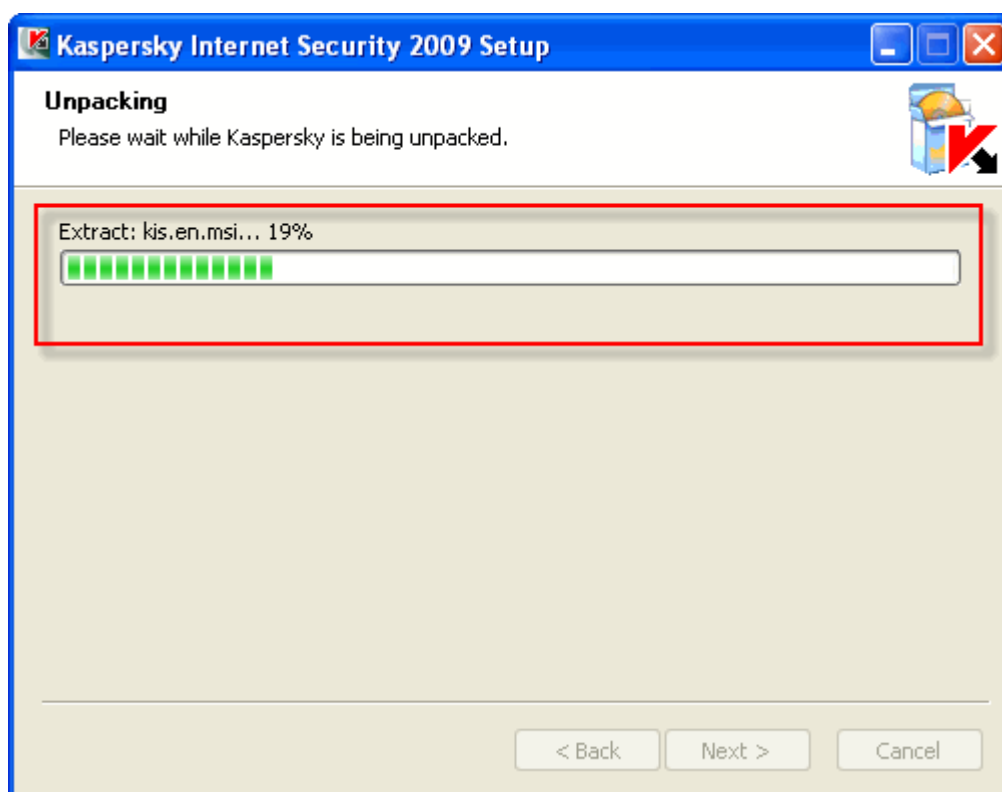 Kaspersky Internet Security 2009 Setup
Unpacking
Please wait while Kaspersky is being unpacked.
Extract: kis.en.msi... 19%
< Back Next > Cancel